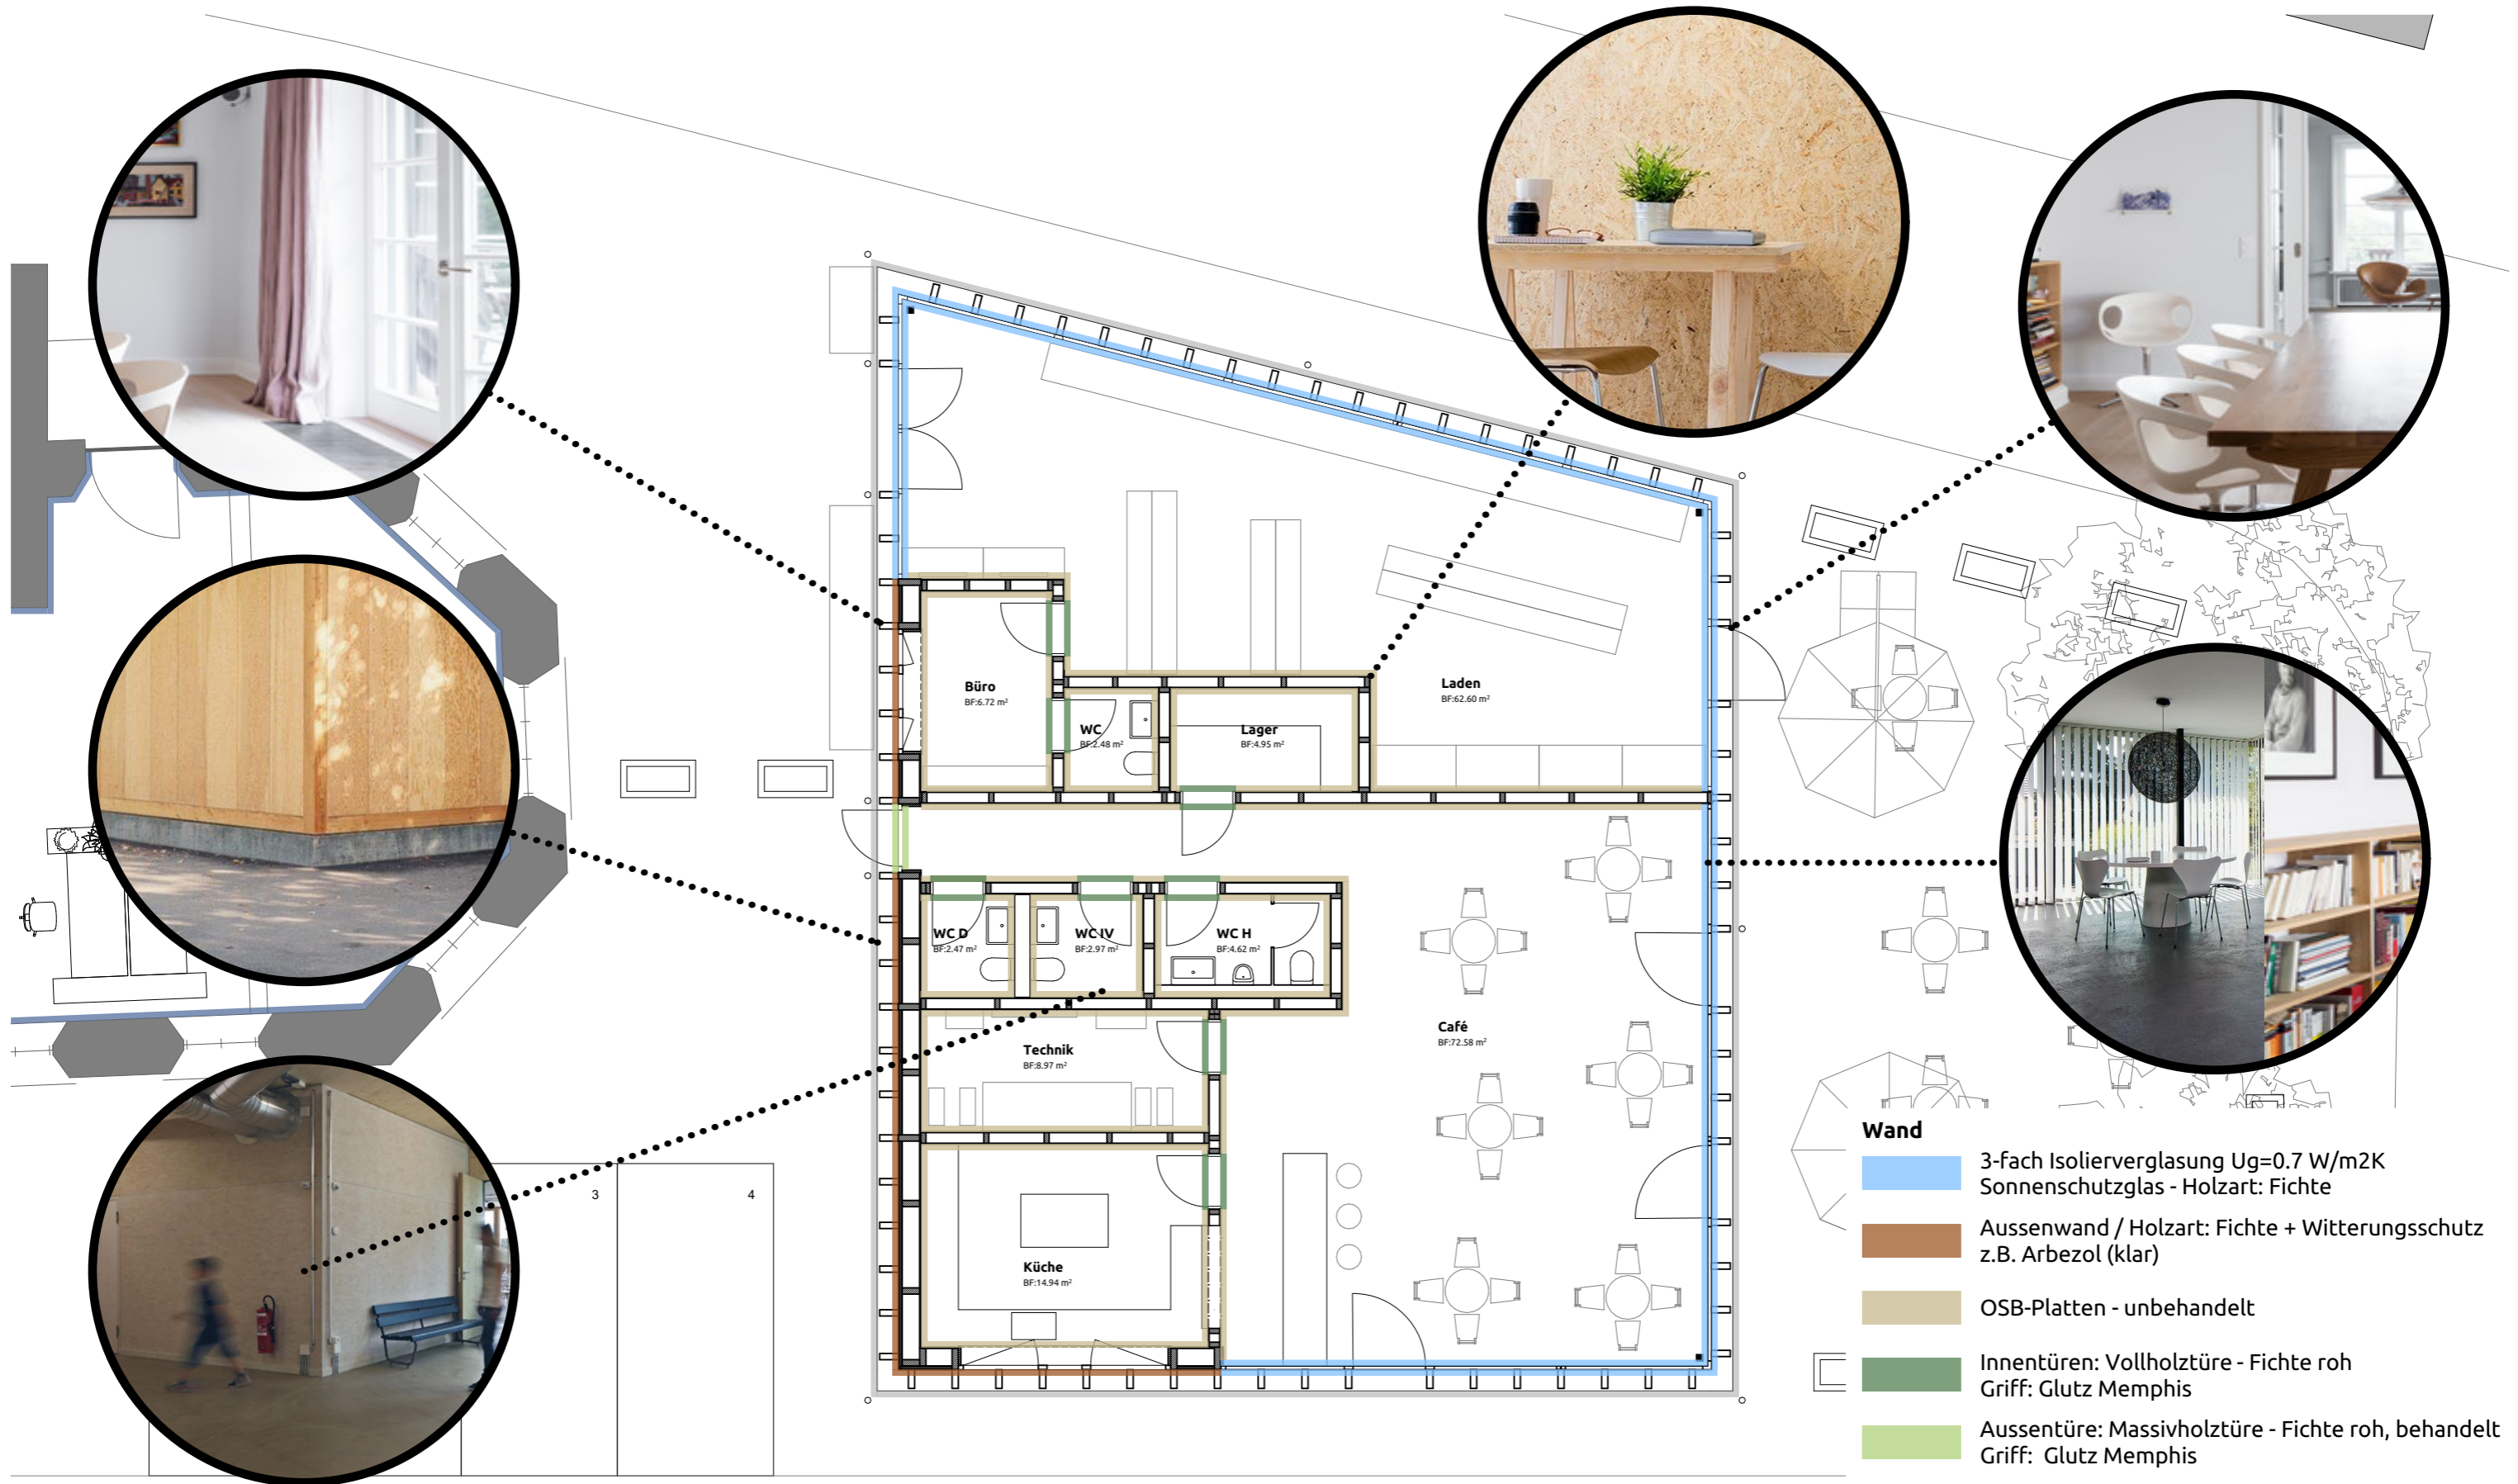 Büro
BF:6.72 m²
WC
BF:2.48 m²
Lager
BF:4.95 m²
Laden
BF:62.60 m²
WC D
BF:2.47 m²
WC IV
BF:2.97 m²
WC H
BF:4.62 m²
Café
BF:72.58 m²
Technik
BF:8.97 m²
Küche
BF:14.94 m²
3
4
Wand
3-fach Isolierverglasung Ug=0.7 W/m2K
Sonnenschutzglas - Holzart: Fichte
Aussenwand / Holzart: Fichte + Witterungsschutz
z.B. Arbezol (klar)
OSB-Platten - unbehandelt
Innentüren: Vollholztüre - Fichte roh
Griff: Glutz Memphis
Aussentüre: Massivholztüre - Fichte roh, behandelt
Griff:  Glutz Memphis